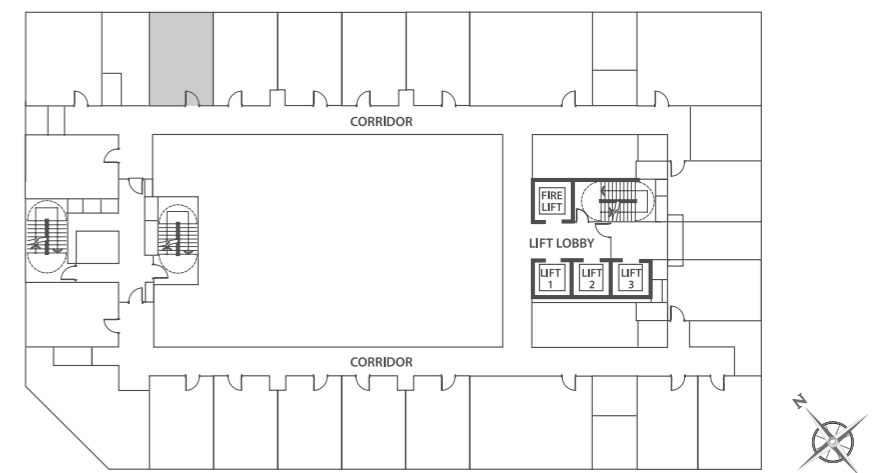 CORRIDOR
FIRE
LIFT
LIFT LOBBY
LIFT
1
LIFT
2
LIFT
3
CORRIDOR
N